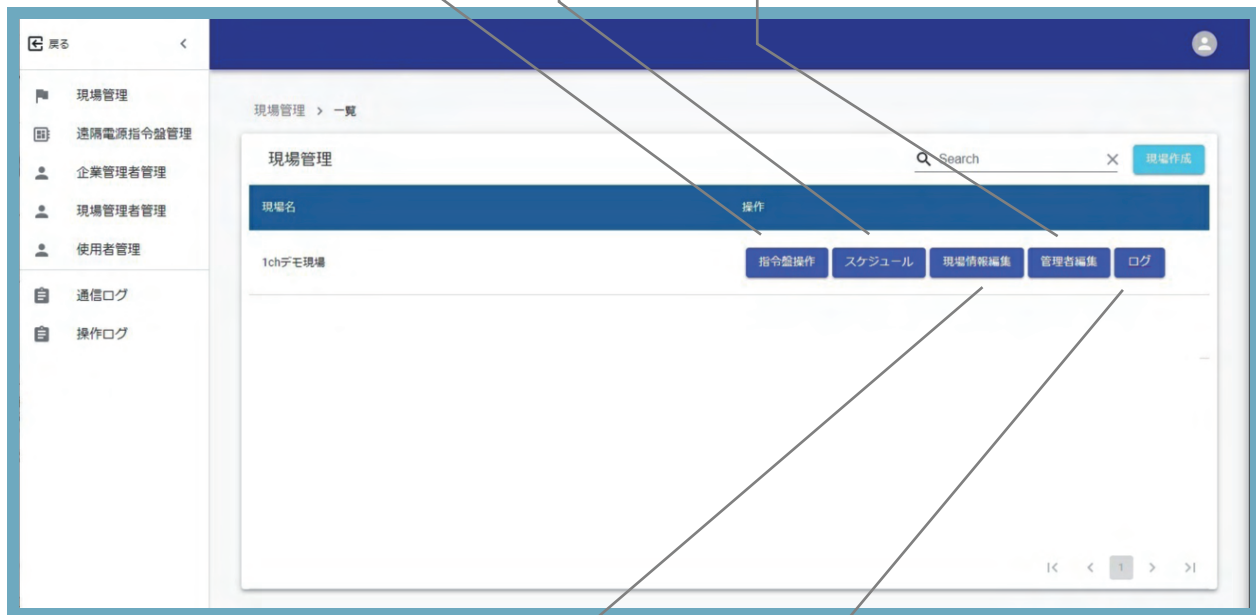 戻る
現場管理
遠隔電源指令盤管理
企業管理者管理
現場管理者管理
使用者管理
通信ログ
操作ログ
現場管理 > 一覧
現場管理
Search
現場作成
現場名 操作
1chデモ現場 指令盤操作 スケジュール 現場情報編集 管理者編集 ログ
1